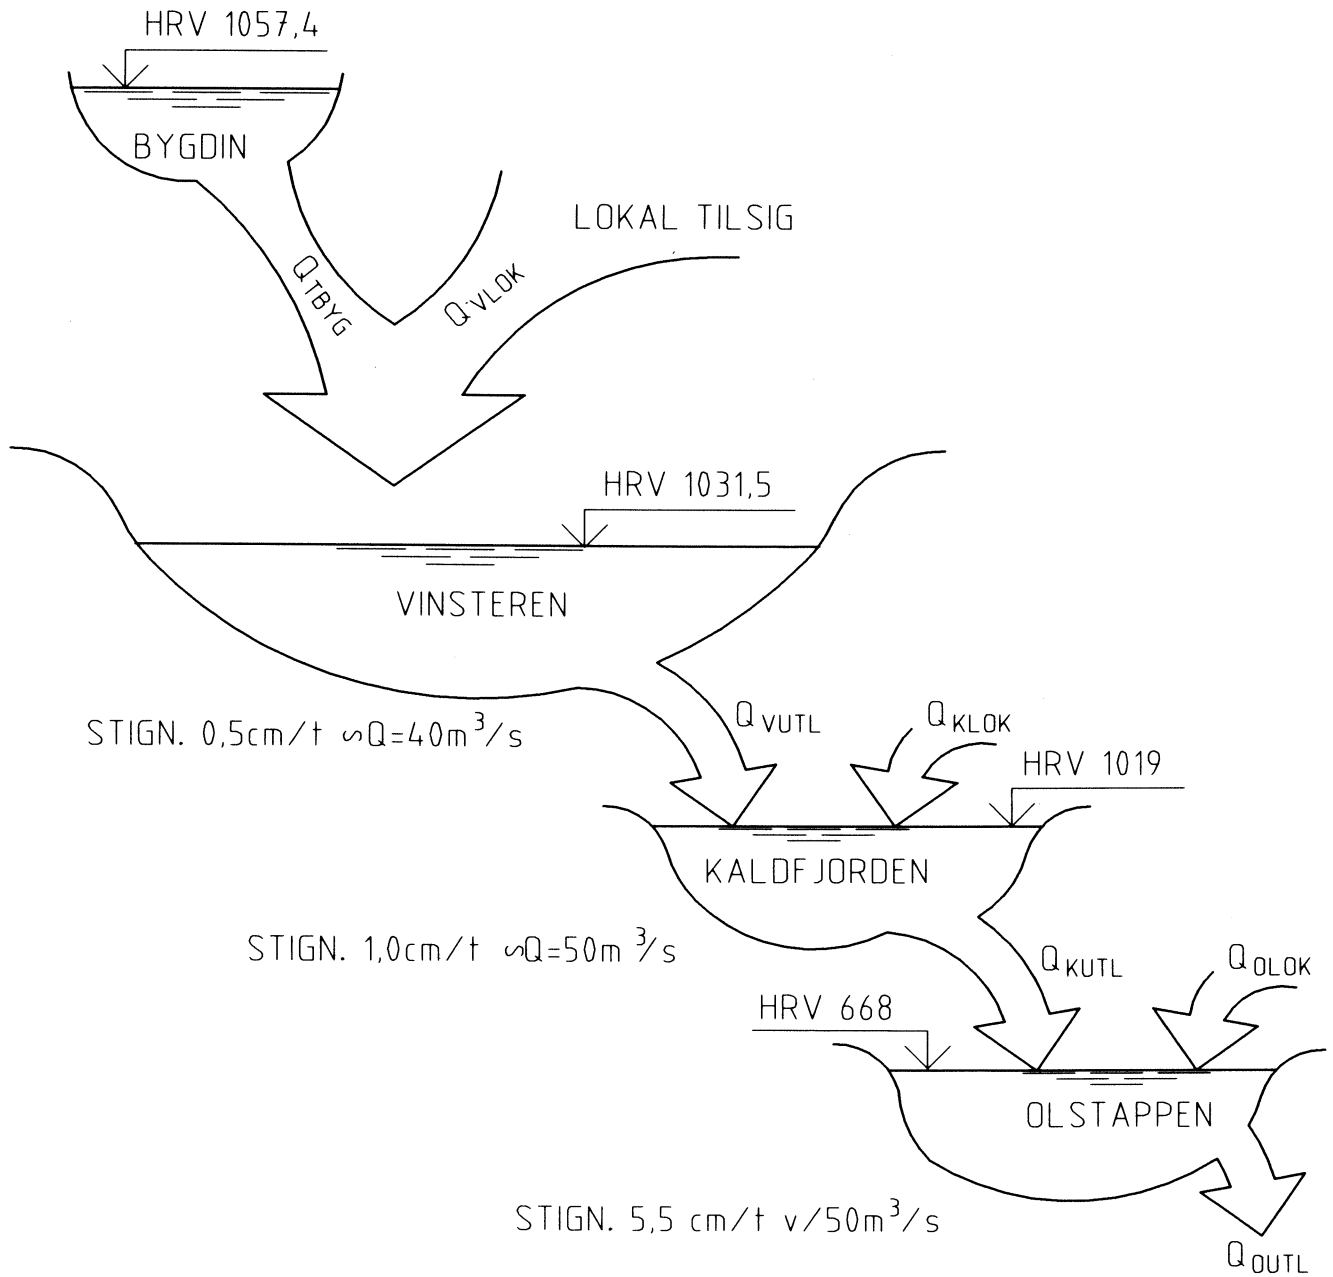 HRV 1057,4
BYGDIN
LOKAL TILSIG
QTBYG
QVLOK
HRV 1031,5
VINSTEREN
STIGN. 0,5cm/t ∽Q=40m³/s
QVUTL
QKLOK
HRV 1019
KALDFJORDEN
STIGN. 1,0cm/t ∽Q=50m³/s
QKUTL
QOLOK
HRV 668
OLSTAPPEN
STIGN. 5,5 cm/t v/50m³/s
QOUTL